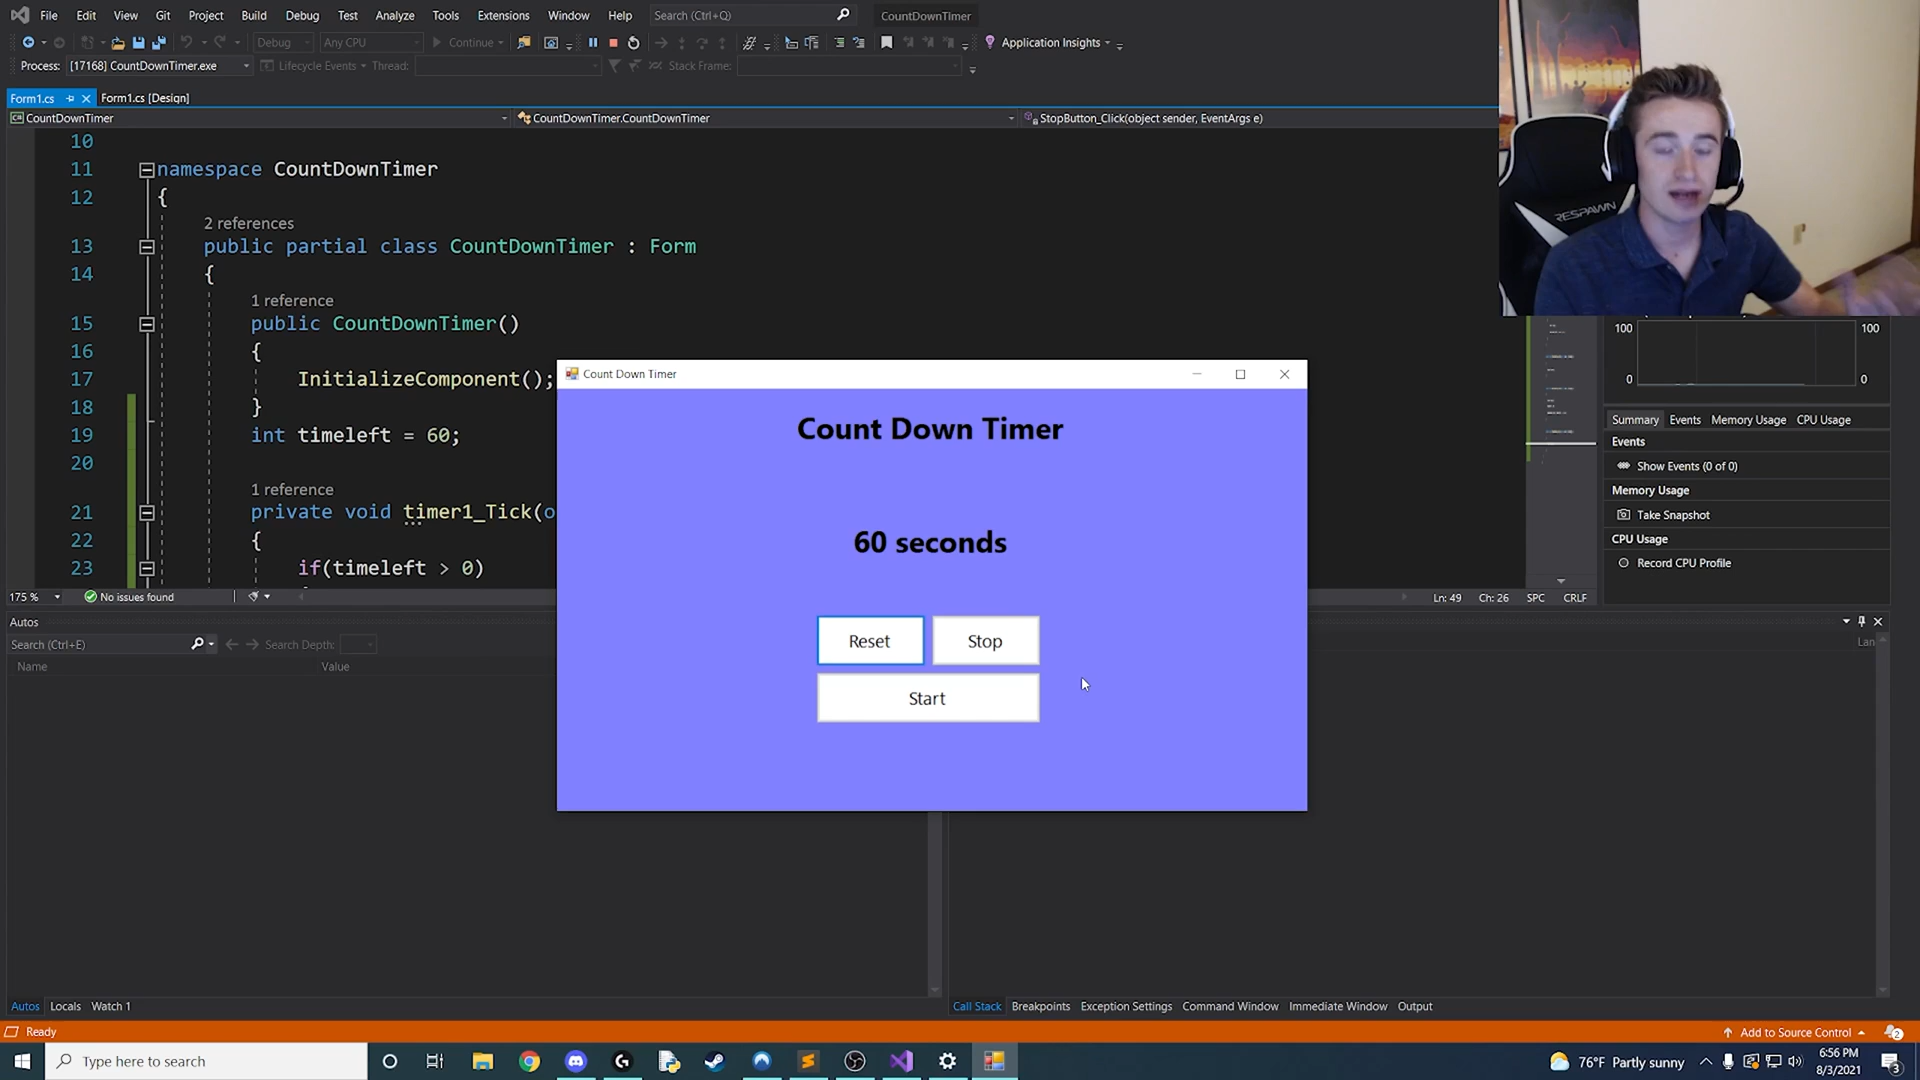 File Edit View Git Project Build Debug Test Analyze Tools Extensions Window Help Search (Ctrl+Q) CountDownTimer
Debug Any CPU Continue Application Insights
Process: [17168] CountDownTimer.exe Lifecycle Events Thread: Stack Frame:
Form1.cs Form1.cs [Design]
CountDownTimer CountDownTimer.CountDownTimer StopButton_Click(object sender, EventArgs e)
10
11 namespace CountDownTimer
12 {
2 references
13 public partial class CountDownTimer : Form
14 {
1 reference
15 public CountDownTimer()
16 {
17 InitializeComponent();
18 }
19 int timeleft = 60;
20
1 reference
21 private void timer1_Tick(o
22 {
23 if(timeleft > 0)
175 % No issues found
Ln: 49 Ch: 26 SPC CRLF
RESPAWN
100 100
0 0
Summary Events Memory Usage CPU Usage
Events
Show Events (0 of 0)
Memory Usage
Take Snapshot
CPU Usage
Record CPU Profile
Count Down Timer
Count Down Timer
60 seconds
Reset Stop
Start
Autos
Search (Ctrl+E) Search Depth:
Name Value
Lan
Autos Locals Watch 1
Call Stack Breakpoints Exception Settings Command Window Immediate Window Output
Ready
Add to Source Control 2
Type here to search
76°F Partly sunny
6:56 PM
8/3/2021
3